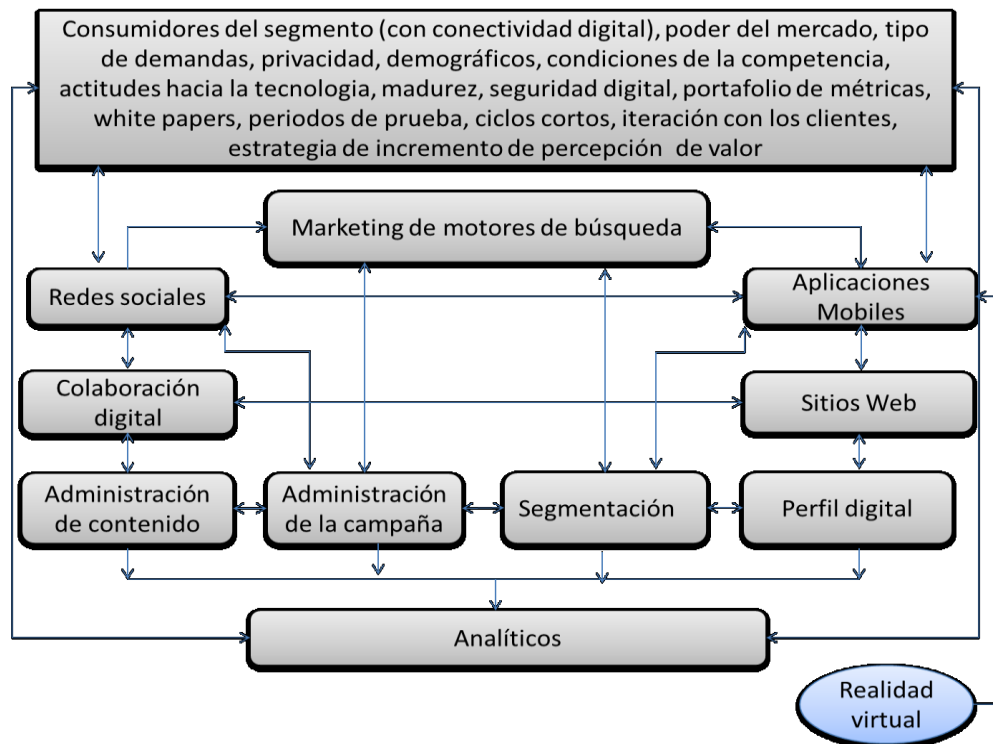 Consumidores del segmento (con conectividad digital), poder del mercado, tipo
de demandas, privacidad, demográficos, condiciones de la competencia,
actitudes hacia la tecnologia, madurez, seguridad digital, portafolio de métricas,
white papers, periodos de prueba, ciclos cortos, iteración con los clientes,
estrategia de incremento de percepción de valor
Marketing de motores de búsqueda
Redes sociales
Aplicaciones
Mobiles
Colaboración
digital
Sitios Web
Administración
de contenido
Administración
de la campaña
Segmentación
Perfil digital
Analíticos
Realidad
virtual